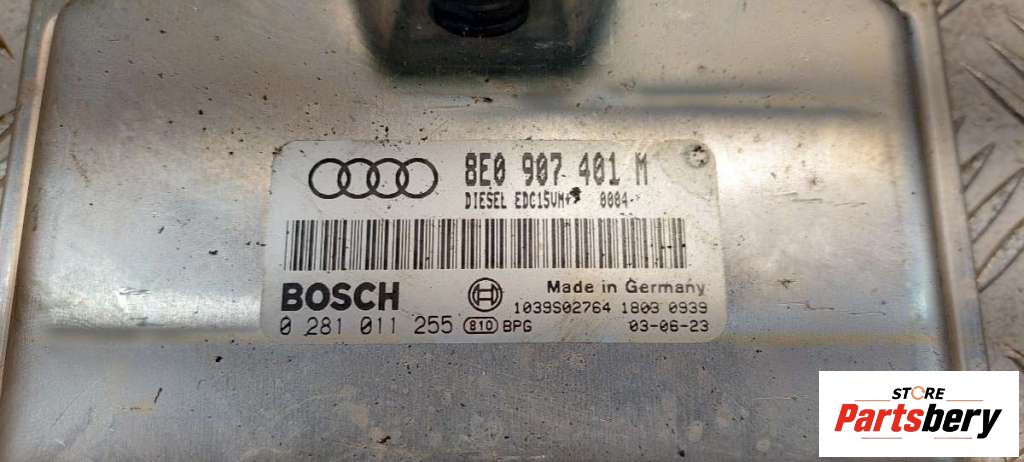 8E0 907 401 M
DIESEL EDC15VM+ 0004
BOSCH
Made in Germany
1039S02764 1803 0939
0 281 011 255 810 BPG
03-06-23
STORE
Partsbery